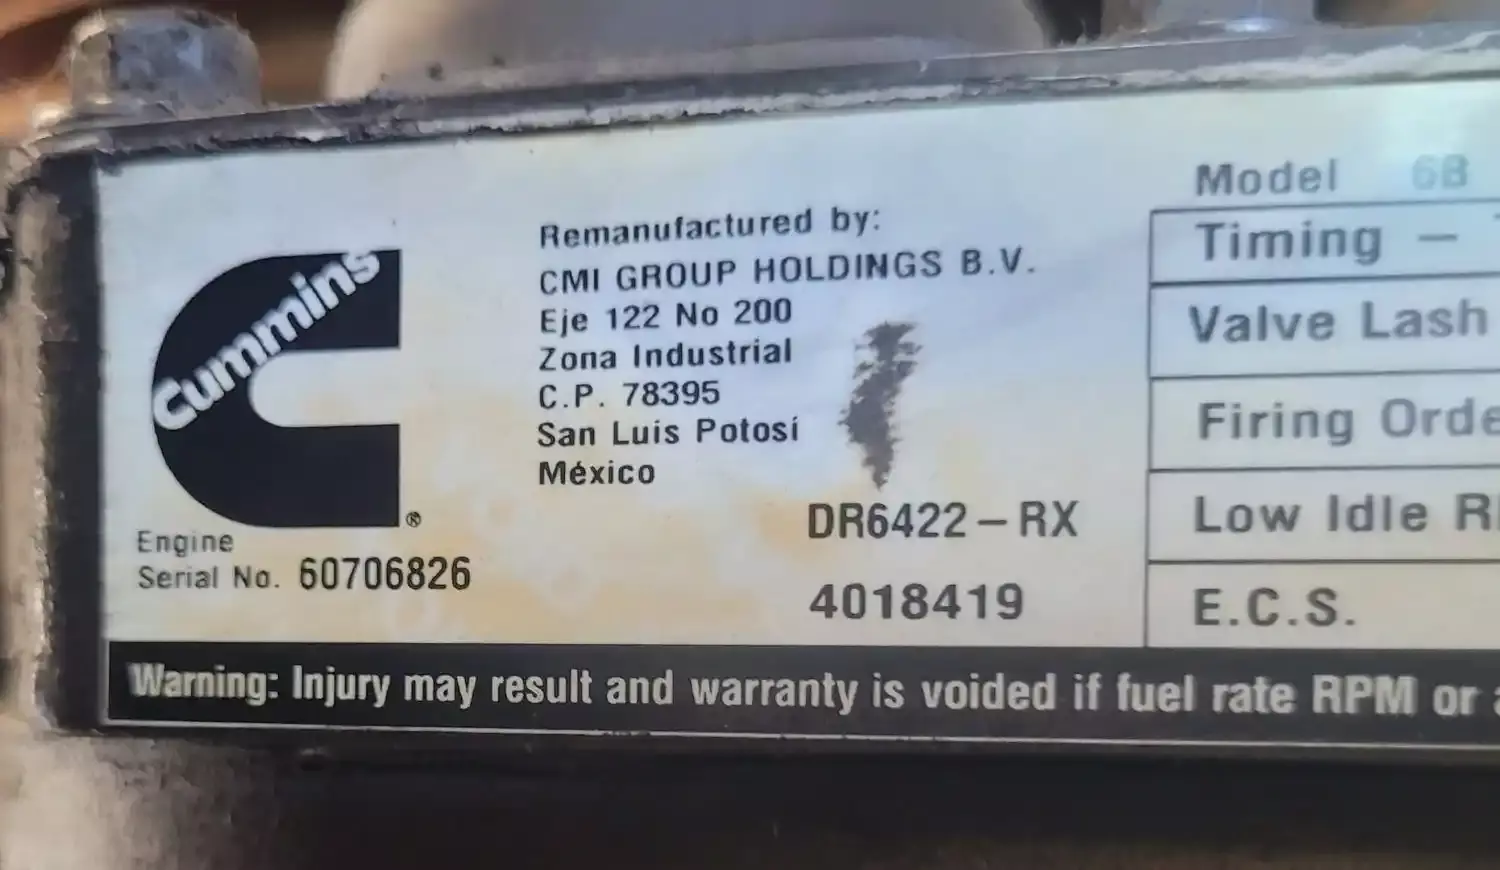 Cummins
®
Engine
Serial No. 60706826
Remanufactured by:
CMI GROUP HOLDINGS B.V.
Eje 122 No 200
Zona Industrial
C.P. 78395
San Luis Potosí
México
DR6422-RX
4018419
Model 6B
Timing –
Valve Lash
Firing Orde
Low Idle R
E.C.S.
Warning: Injury may result and warranty is voided if fuel rate RPM or